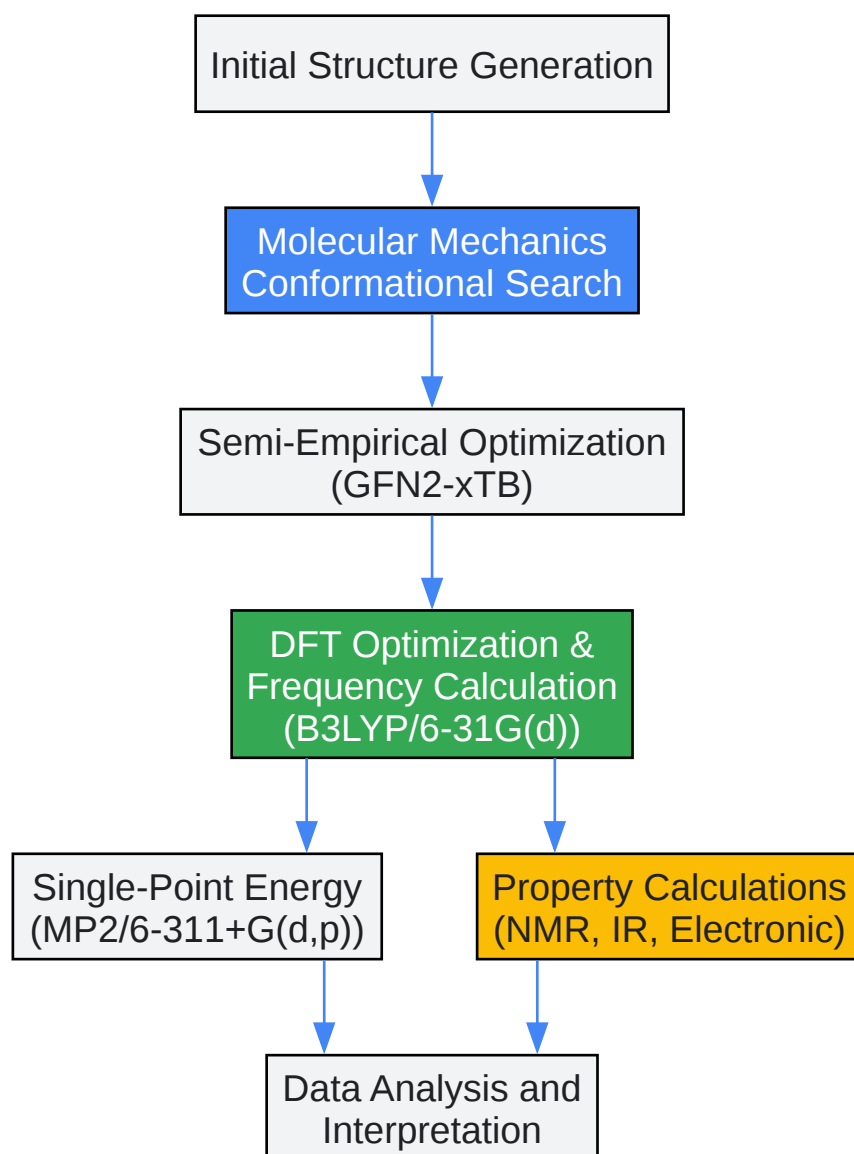 Initial Structure Generation
Molecular Mechanics
Conformational Search
Semi-Empirical Optimization
(GFN2-xTB)
DFT Optimization &
Frequency Calculation
(B3LYP/6-31G(d))
Single-Point Energy
(MP2/6-311+G(d,p))
Property Calculations
(NMR, IR, Electronic)
Data Analysis and
Interpretation